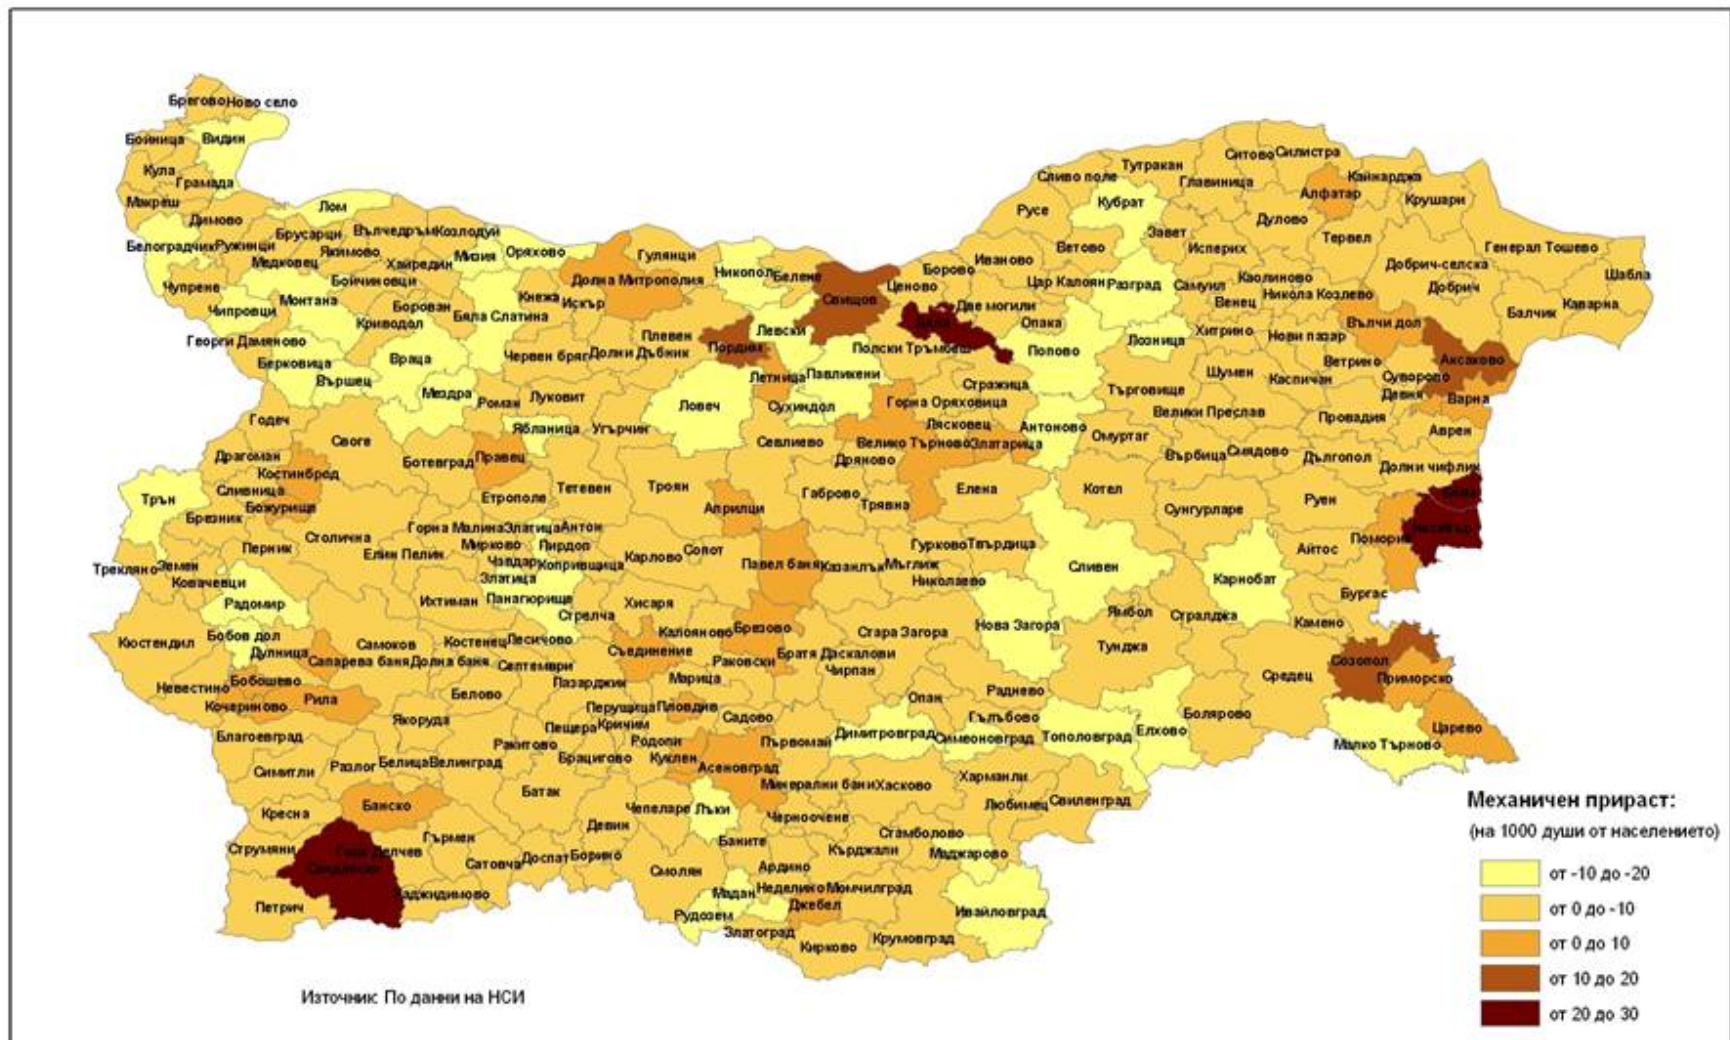 Брегово
Ново село
Бойница
Видин
Кула
Грамада
Макреш
Лом
Димово
Белоградчик
Ружинци
Брусарци
Вълчедръм
Козлодуй
Медковец
Якимово
Хайредин
Мизия
Оряхово
Гулянци
Чупрене
Бойчиновци
Долна Митрополия
Никопол
Белене
Монтана
Борован
Кнежа
Искър
Свищов
Ценово
Борово
Иваново
Чипровци
Криводол
Бяла Слатина
Плевен
Левски
Две могили
Георги Дамяново
Берковица
Враца
Червен бряг
Долни Дъбник
Пордим
Полски Тръмбеш
Опака
Попово
Вършец
Мездра
Роман
Луковит
Летница
Павликени
Стражица
Ловеч
Сухиндол
Горна Оряховица
Годеч
Своге
Ябланица
Угърчин
Севлиево
Лясковец
Антоново
Драгоман
Костинброд
Ботевград
Правец
Велико Търново
Златарица
Дряново
Сливница
Божурище
Етрополе
Тетевен
Троян
Априлци
Габрово
Трявна
Елена
Трън
Брезник
Столична
Горна Малина
Златица
Антон
Перник
Елин Пелин
Мирково
Пирдоп
Чавдар
Копривщица
Карлово
Сопот
Павел баня
Казанлък
Мъглиж
Гурково
Твърдица
Николаево
Трекляно
Земен
Ковачевци
Златица
Панагюрище
Стрелча
Хисаря
Сливен
Радомир
Ихтиман
Калояново
Брезово
Стара Загора
Нова Загора
Кюстендил
Бобов дол
Дулница
Сапарева баня
Самоков
Костенец
Долна баня
Лесичово
Септември
Съединение
Раковски
Братя Даскалови
Чирпан
Невестино
Бобошево
Кочериново
Рила
Белово
Пазарджик
Марица
Опан
Раднево
Якоруда
Перущица
Пловдив
Садово
Гълъбово
Благоевград
Пещера
Кричим
Родопи
Димитровград
Симеоновград
Тополовград
Елхово
Болярово
Симитли
Разлог
Белица
Велинград
Ракитово
Брацигово
Куклен
Асеновград
Първомай
Минерални бани
Хасково
Харманли
Кресна
Банско
Батак
Чепеларе
Лъки
Черноочене
Любимец
Свиленград
Девин
Баните
Стамболово
Струмяни
Гоце Делчев
Гърмен
Сандански
Сатовча
Доспат
Борино
Смолян
Ардино
Кърджали
Маджарово
Петрич
Хаджидимово
Мадан
Неделино
Момчилград
Рудозем
Джебел
Ивайловград
Златоград
Кирково
Крумовград
Тутракан
Ситово
Силистра
Сливо поле
Главиница
Кайнарджа
Алфатар
Крушари
Русе
Кубрат
Дулово
Завет
Тервел
Ветово
Исперих
Генерал Тошево
Цар Калоян
Разград
Самуил
Каолиново
Добрич-селска
Шабла
Венец
Никола Козлево
Добрич
Каварна
Балчик
Лозница
Хитрино
Нови пазар
Вълчи дол
Ветрино
Аксаково
Търговище
Шумен
Каспичан
Суворово
Девня
Варна
Велики Преслав
Провадия
Омуртаг
Аврен
Върбица
Смядово
Дългопол
Долни чифлик
Котел
Руен
Бяла
Сунгурларе
Несебър
Айтос
Поморие
Карнобат
Бургас
Ямбол
Стралджа
Камено
Тунджа
Созопол
Средец
Приморско
Царево
Малко Търново
Механичен прираст:
(на 1000 души от населението)
от -10 до -20
от 0 до -10
от 0 до 10
от 10 до 20
от 20 до 30
Източник: По данни на НСИ